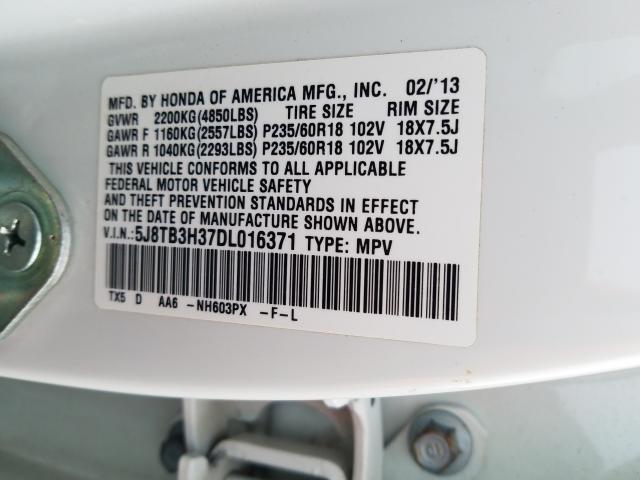 MFD. BY HONDA OF AMERICA MFG., INC. 02/'13
GVWR 2200KG(4850LBS) TIRE SIZE RIM SIZE
GAWR F 1160KG(2557LBS) P235/60R18 102V 18X7.5J
GAWR R 1040KG(2293LBS) P235/60R18 102V 18X7.5J
THIS VEHICLE CONFORMS TO ALL APPLICABLE
FEDERAL MOTOR VEHICLE SAFETY
AND THEFT PREVENTION STANDARDS IN EFFECT
ON THE DATE OF MANUFACTURE SHOWN ABOVE.
V.I.N.:5J8TB3H37DL016371 TYPE: MPV
TX5 D AA6 -NH603PX -F-L